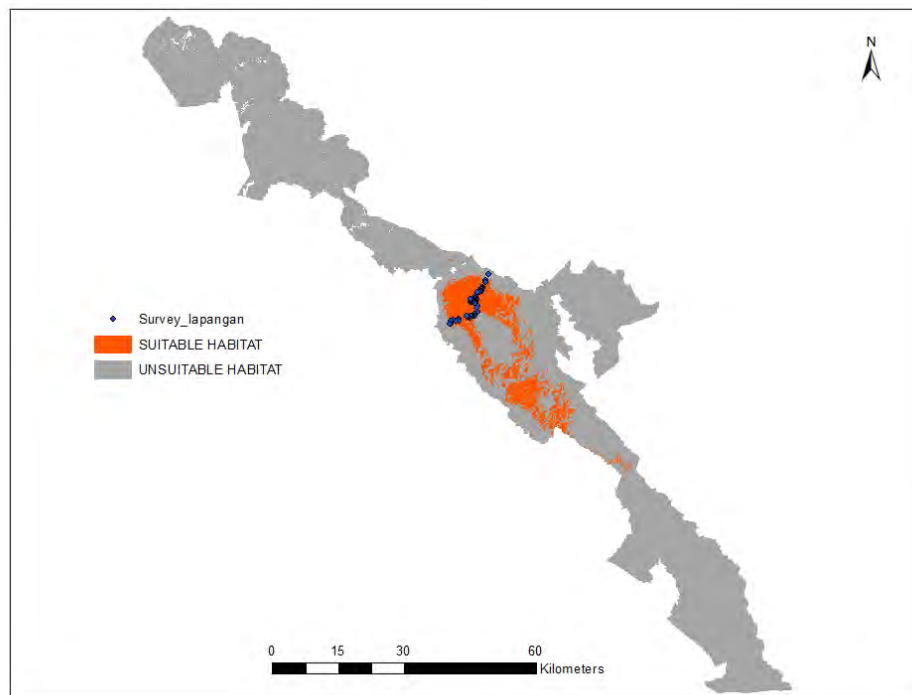 N
Survey_lapangan
SUITABLE HABITAT
UNSUITABLE HABITAT
0 15 30 60
Kilometers